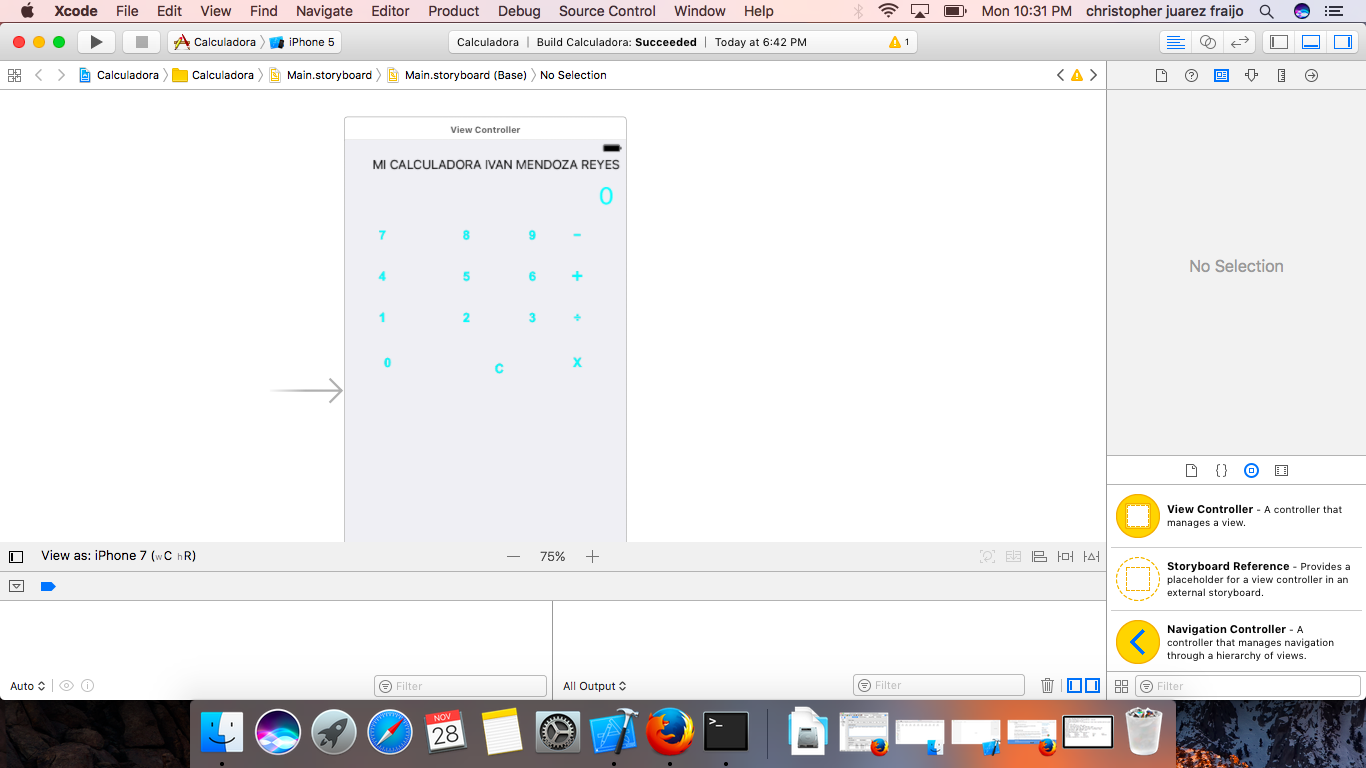 Xcode File Edit View Find Navigate Editor Product Debug Source Control Window Help Mon 10:31 PM christopher juarez fraijo
Calculadora iPhone 5 Calculadora | Build Calculadora: Succeeded | Today at 6:42 PM 1
Calculadora Calculadora Main.storyboard Main.storyboard (Base) No Selection
View Controller
MI CALCULADORA IVAN MENDOZA REYES
0
7 8 9 -
4 5 6 +
1 2 3 ÷
0 C X
No Selection
View Controller - A controller that
manages a view.
Storyboard Reference - Provides a
placeholder for a view controller in an
external storyboard.
Navigation Controller - A
controller that manages navigation
through a hierarchy of views.
View as: iPhone 7 (wC hR) — 75% +
Auto Filter All Output Filter Filter
NOV
28
>_